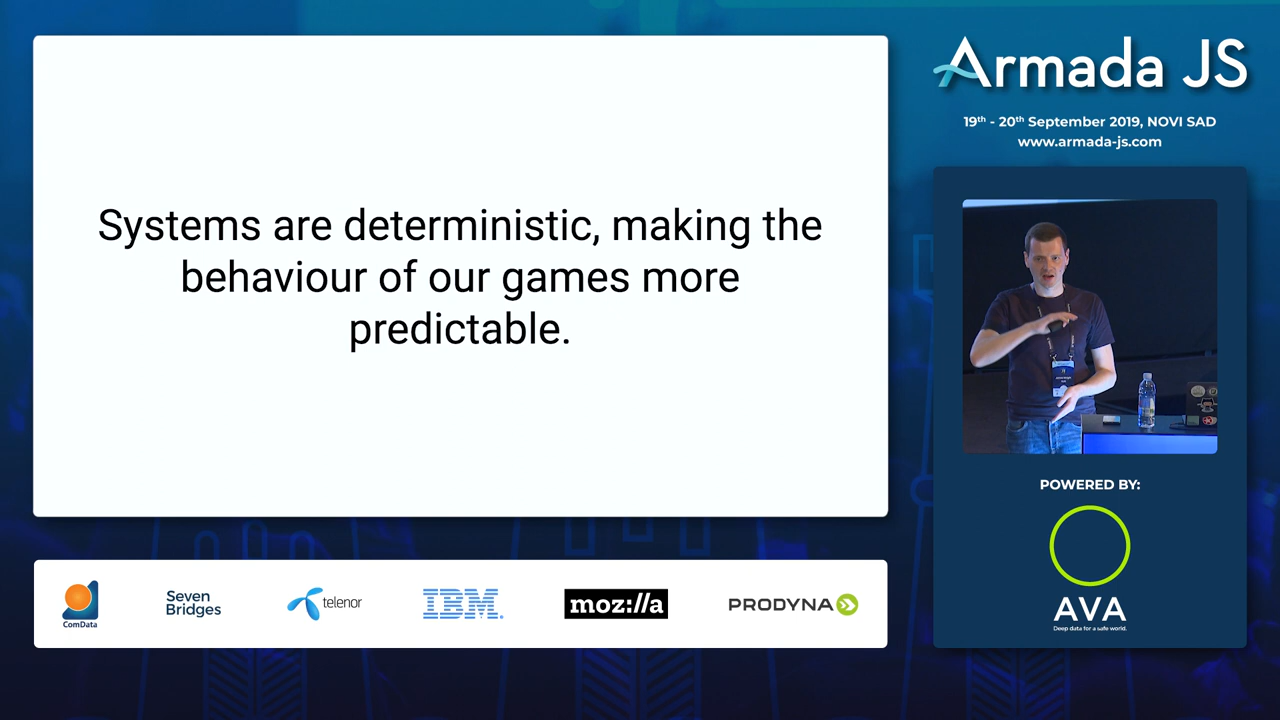 Systems are deterministic, making the
behaviour of our games more
predictable.
Armada JS
19th - 20th September 2019, NOVI SAD
www.armada-js.com
POWERED BY:
AVA
Deep data for a safe world.
ComData
Seven
Bridges
telenor
IBM
moz://a
PRODYNA